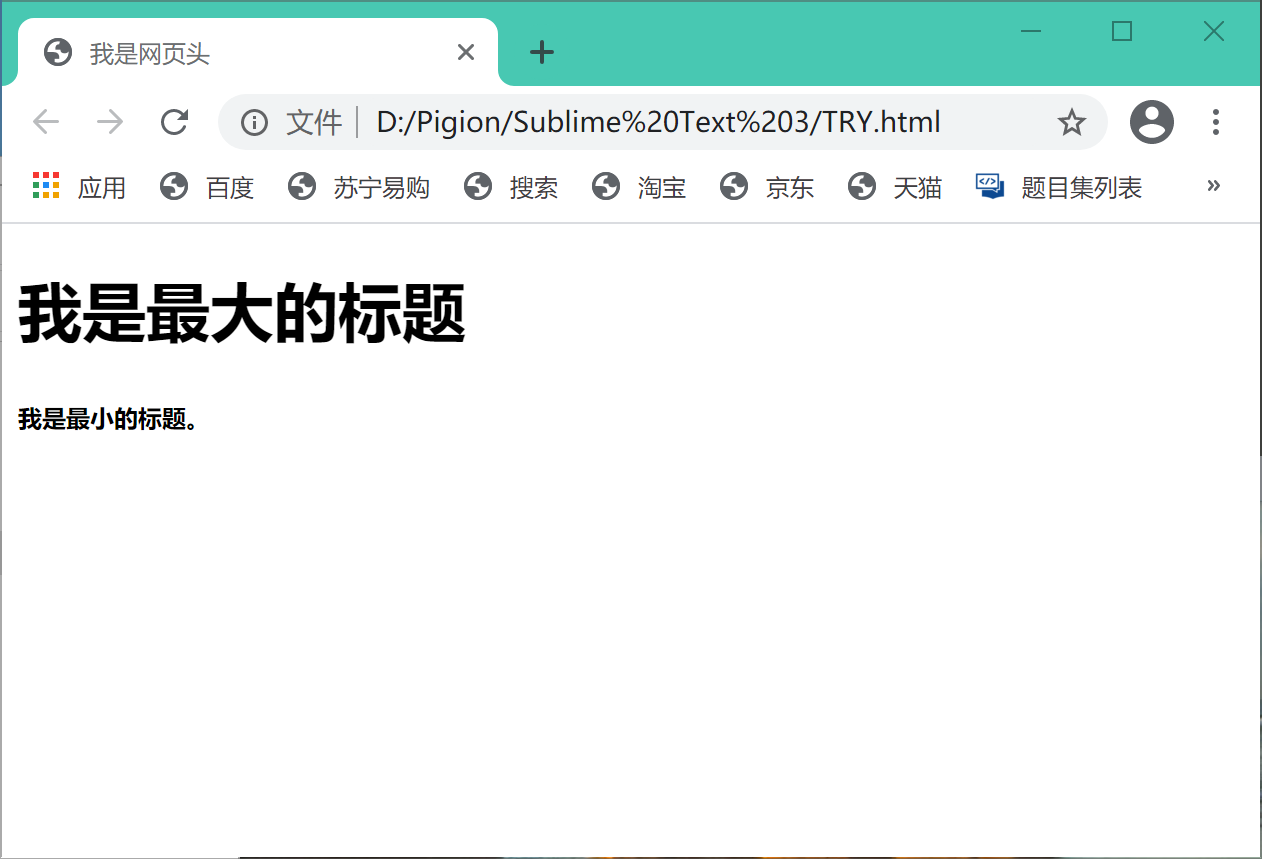 我是网页头
文件 | D:/Pigion/Sublime%20Text%203/TRY.html
应用 百度 苏宁易购 搜索 淘宝 京东 天猫 题目集列表 »
我是最大的标题
我是最小的标题。